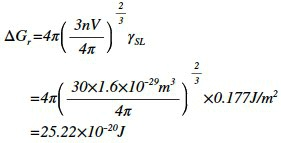 ΔG_r=4π(3nV/4π)^(2/3) γ_SL
=4π(30×1.6×10^-29 m^3/4π)^(2/3) ×0.177J/m^2
=25.22×10^-20 J